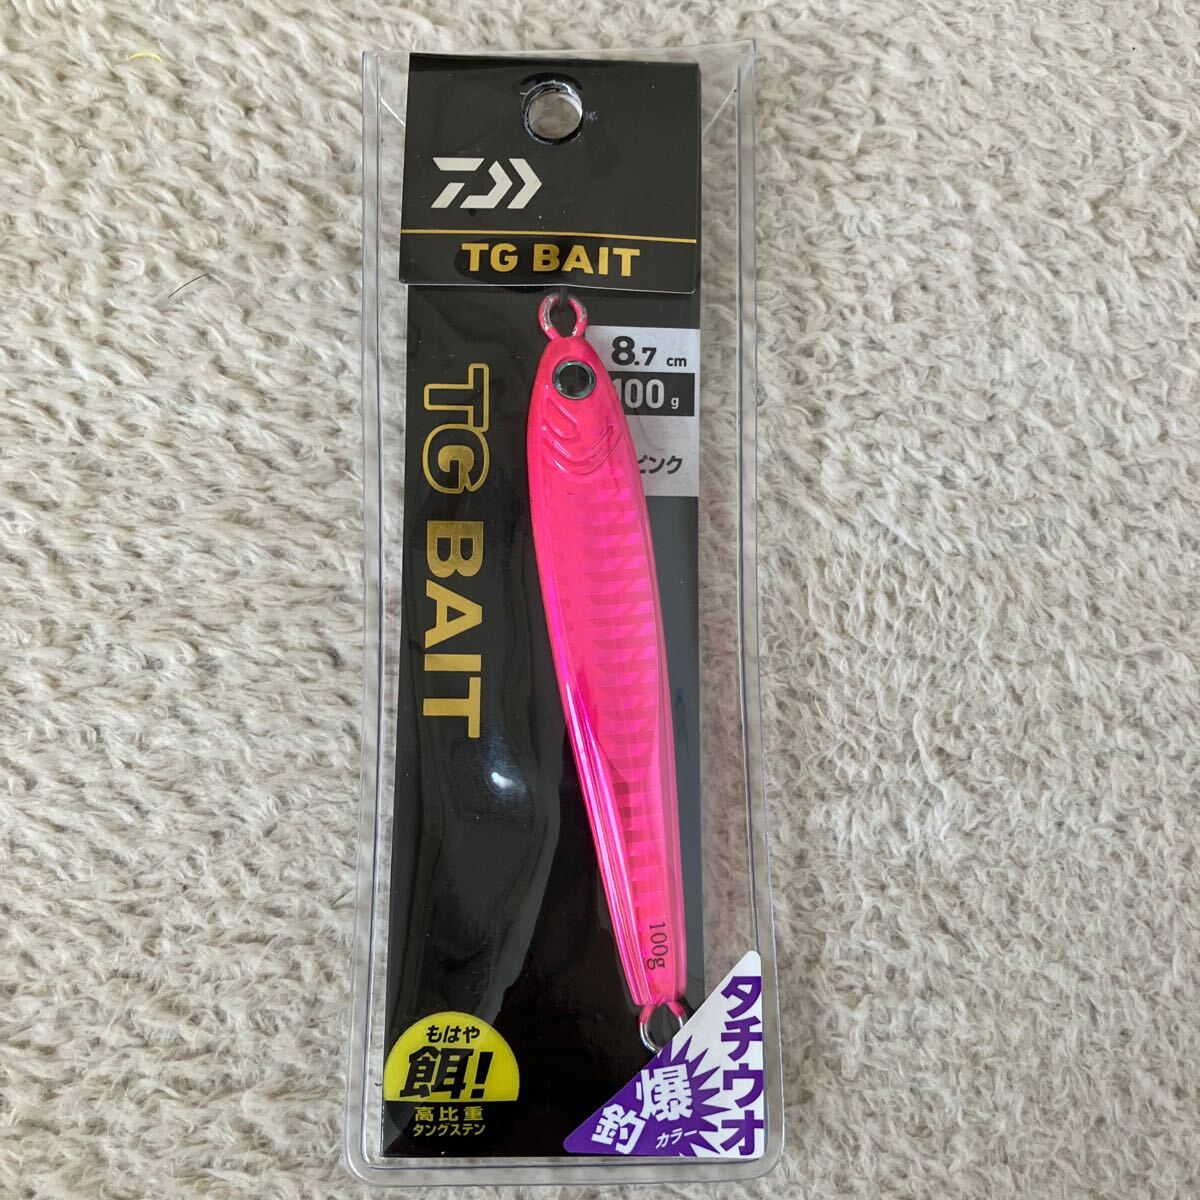 TG BAIT
8.7 cm
100 g
ピンク
TG BAIT
100g
もはや
餌!
高比重
タングステン
タチウオ
爆釣
カラー